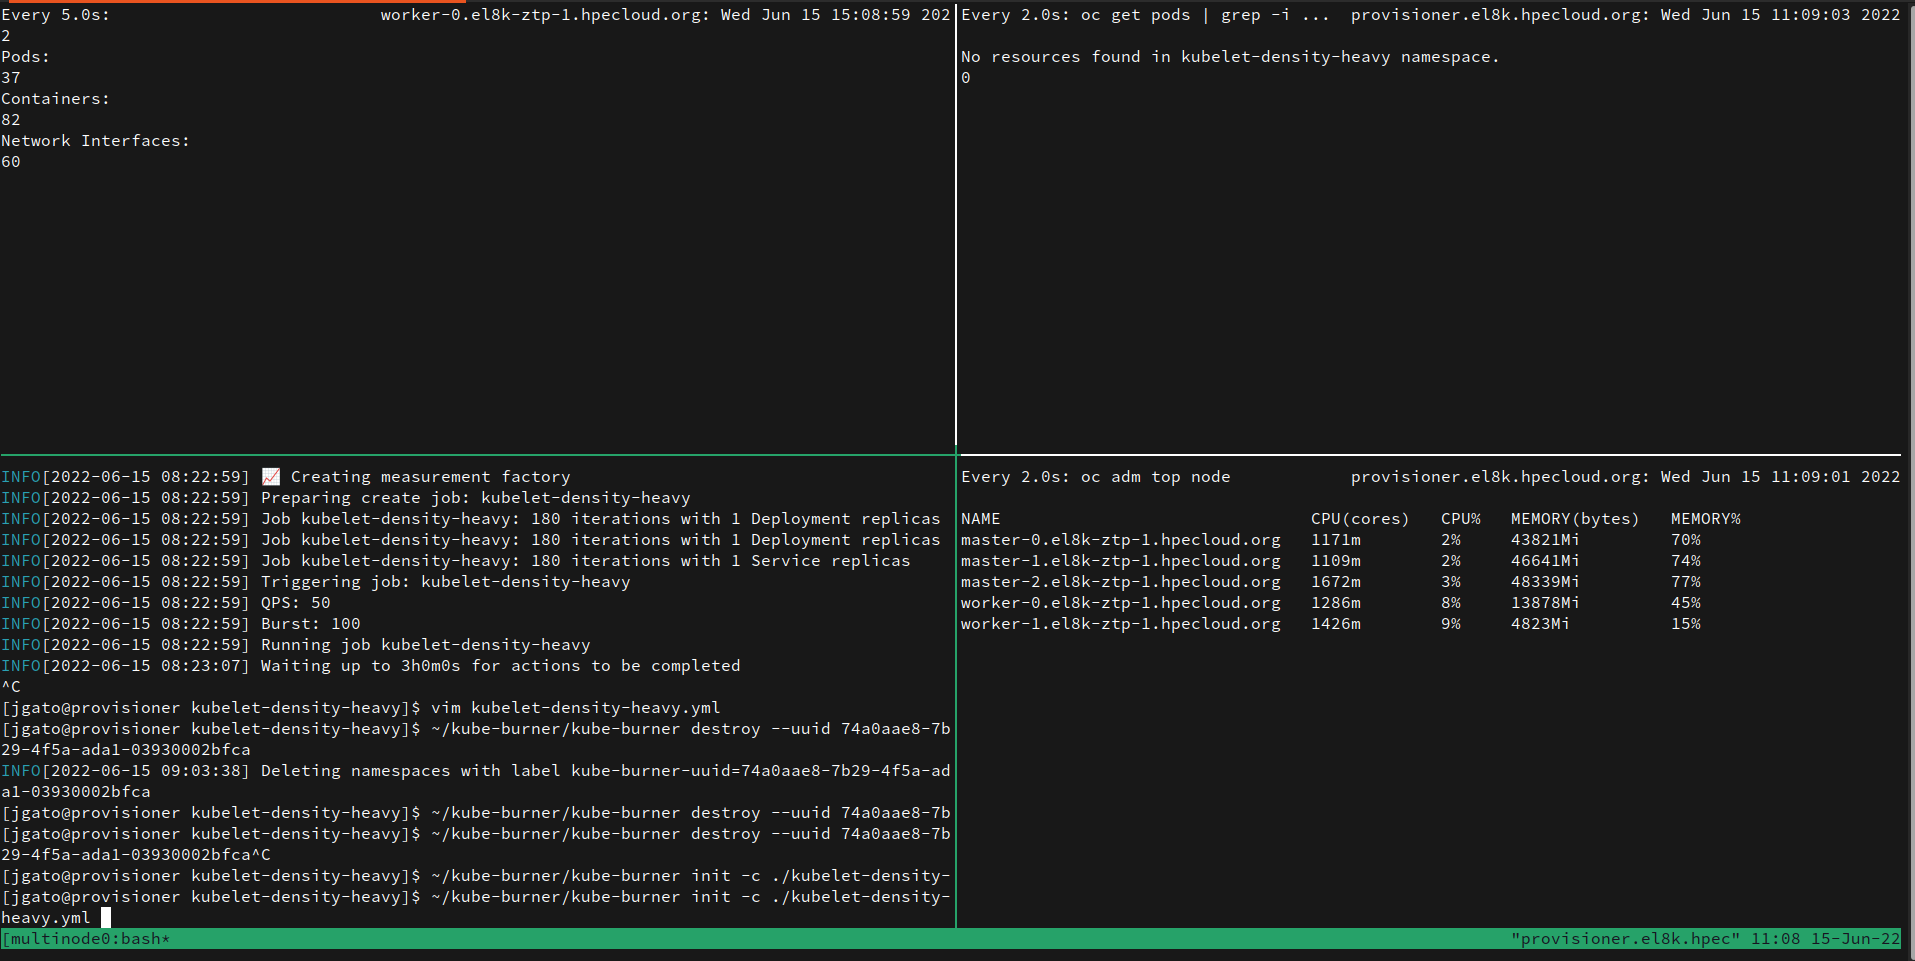 Every 5.0s: worker-0.el8k-ztp-1.hpecloud.org: Wed Jun 15 15:08:59 202
2
Pods:
37
Containers:
82
Network Interfaces:
60
Every 2.0s: oc get pods | grep -i ... provisioner.el8k.hpecloud.org: Wed Jun 15 11:09:03 2022
No resources found in kubelet-density-heavy namespace.
0
INFO[2022-06-15 08:22:59] 📈 Creating measurement factory
INFO[2022-06-15 08:22:59] Preparing create job: kubelet-density-heavy
INFO[2022-06-15 08:22:59] Job kubelet-density-heavy: 180 iterations with 1 Deployment replicas
INFO[2022-06-15 08:22:59] Job kubelet-density-heavy: 180 iterations with 1 Deployment replicas
INFO[2022-06-15 08:22:59] Job kubelet-density-heavy: 180 iterations with 1 Service replicas
INFO[2022-06-15 08:22:59] Triggering job: kubelet-density-heavy
INFO[2022-06-15 08:22:59] QPS: 50
INFO[2022-06-15 08:22:59] Burst: 100
INFO[2022-06-15 08:22:59] Running job kubelet-density-heavy
INFO[2022-06-15 08:23:07] Waiting up to 3h0m0s for actions to be completed
^C
[jgato@provisioner kubelet-density-heavy]$ vim kubelet-density-heavy.yml
[jgato@provisioner kubelet-density-heavy]$ ~/kube-burner/kube-burner destroy --uuid 74a0aae8-7b
29-4f5a-ada1-03930002bfca
INFO[2022-06-15 09:03:38] Deleting namespaces with label kube-burner-uuid=74a0aae8-7b29-4f5a-ad
a1-03930002bfca
[jgato@provisioner kubelet-density-heavy]$ ~/kube-burner/kube-burner destroy --uuid 74a0aae8-7b
[jgato@provisioner kubelet-density-heavy]$ ~/kube-burner/kube-burner destroy --uuid 74a0aae8-7b
29-4f5a-ada1-03930002bfca^C
[jgato@provisioner kubelet-density-heavy]$ ~/kube-burner/kube-burner init -c ./kubelet-density-
[jgato@provisioner kubelet-density-heavy]$ ~/kube-burner/kube-burner init -c ./kubelet-density-
heavy.yml
Every 2.0s: oc adm top node provisioner.el8k.hpecloud.org: Wed Jun 15 11:09:01 2022
NAME CPU(cores) CPU% MEMORY(bytes) MEMORY%
master-0.el8k-ztp-1.hpecloud.org 1171m 2% 43821Mi 70%
master-1.el8k-ztp-1.hpecloud.org 1109m 2% 46641Mi 74%
master-2.el8k-ztp-1.hpecloud.org 1672m 3% 48339Mi 77%
worker-0.el8k-ztp-1.hpecloud.org 1286m 8% 13878Mi 45%
worker-1.el8k-ztp-1.hpecloud.org 1426m 9% 4823Mi 15%
[multinode0:bash* "provisioner.el8k.hpec" 11:08 15-Jun-22